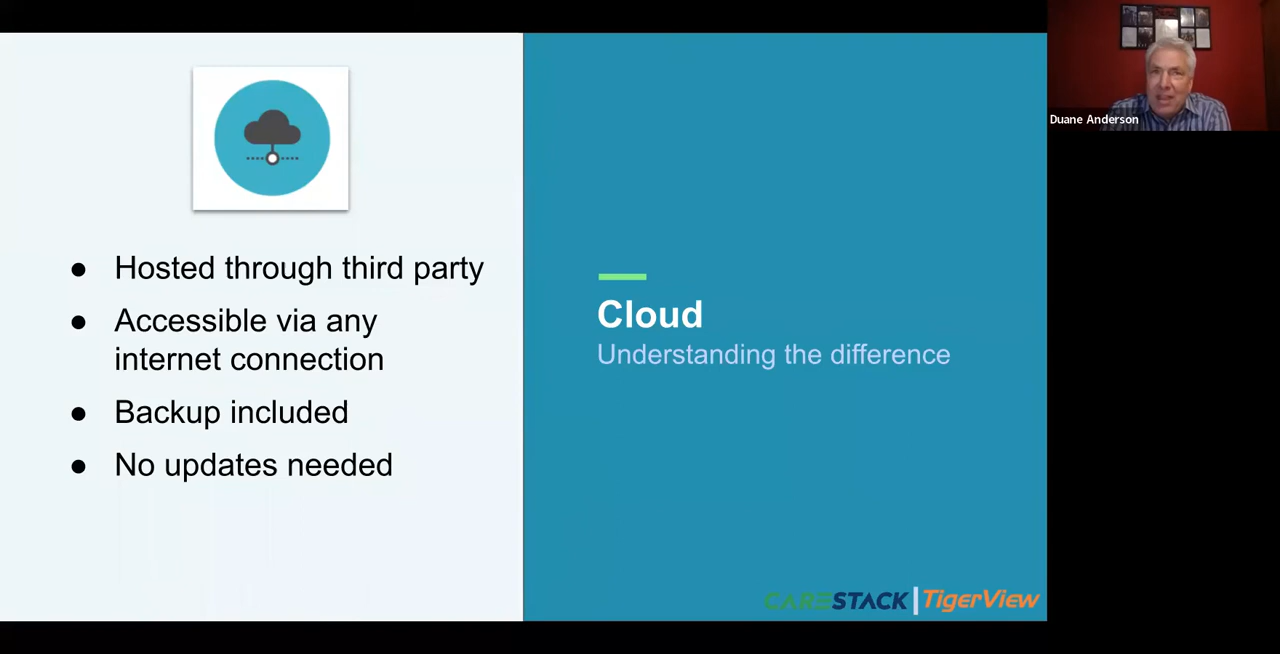 ● Hosted through third party
● Accessible via any
internet connection
● Backup included
● No updates needed
Cloud
Understanding the difference
CARESTACK | TigerView
Duane Anderson